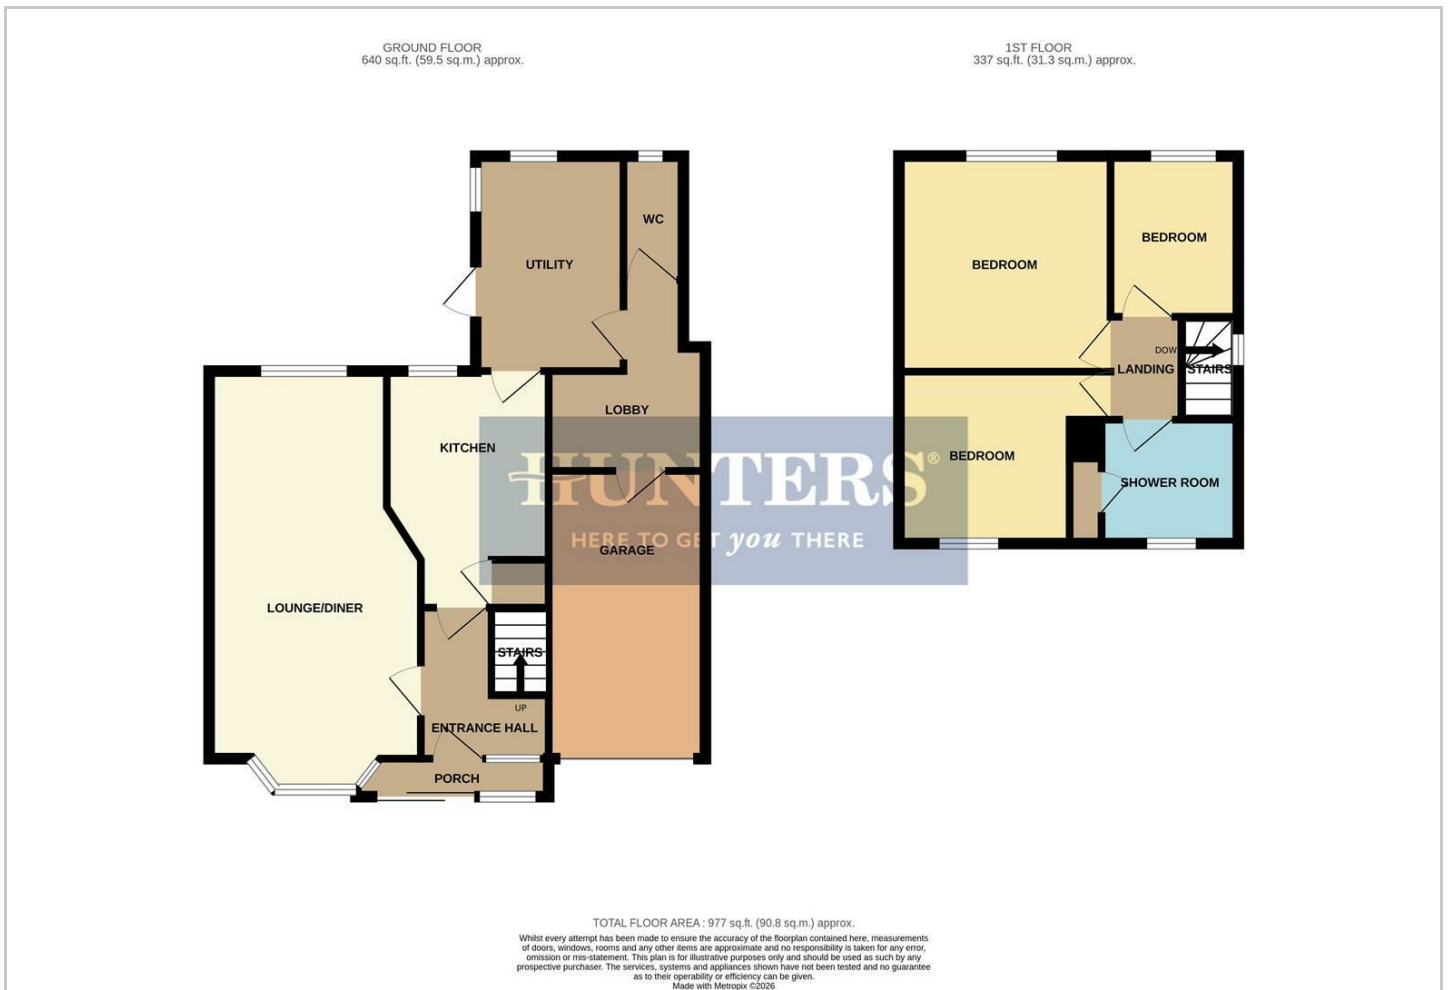 GROUND FLOOR
640 sq.ft. (59.5 sq.m.) approx.
1ST FLOOR
337 sq.ft. (31.3 sq.m.) approx.
WC
UTILITY
LOBBY
KITCHEN
GARAGE
LOUNGE/DINER
STAIRS
UP
ENTRANCE HALL
PORCH
BEDROOM
BEDROOM
DOW
LANDING
STAIRS
BEDROOM
SHOWER ROOM
HUNTERS®
HERE TO GET you THERE
TOTAL FLOOR AREA : 977 sq.ft. (90.8 sq.m.) approx.
Whilst every attempt has been made to ensure the accuracy of the floorplan contained here, measurements
of doors, windows, rooms and any other items are approximate and no responsibility is taken for any error,
omission or mis-statement. This plan is for illustrative purposes only and should be used as such by any
prospective purchaser. The services, systems and appliances shown have not been tested and no guarantee
as to their operability or efficiency can be given.
Made with Metropix ©2026